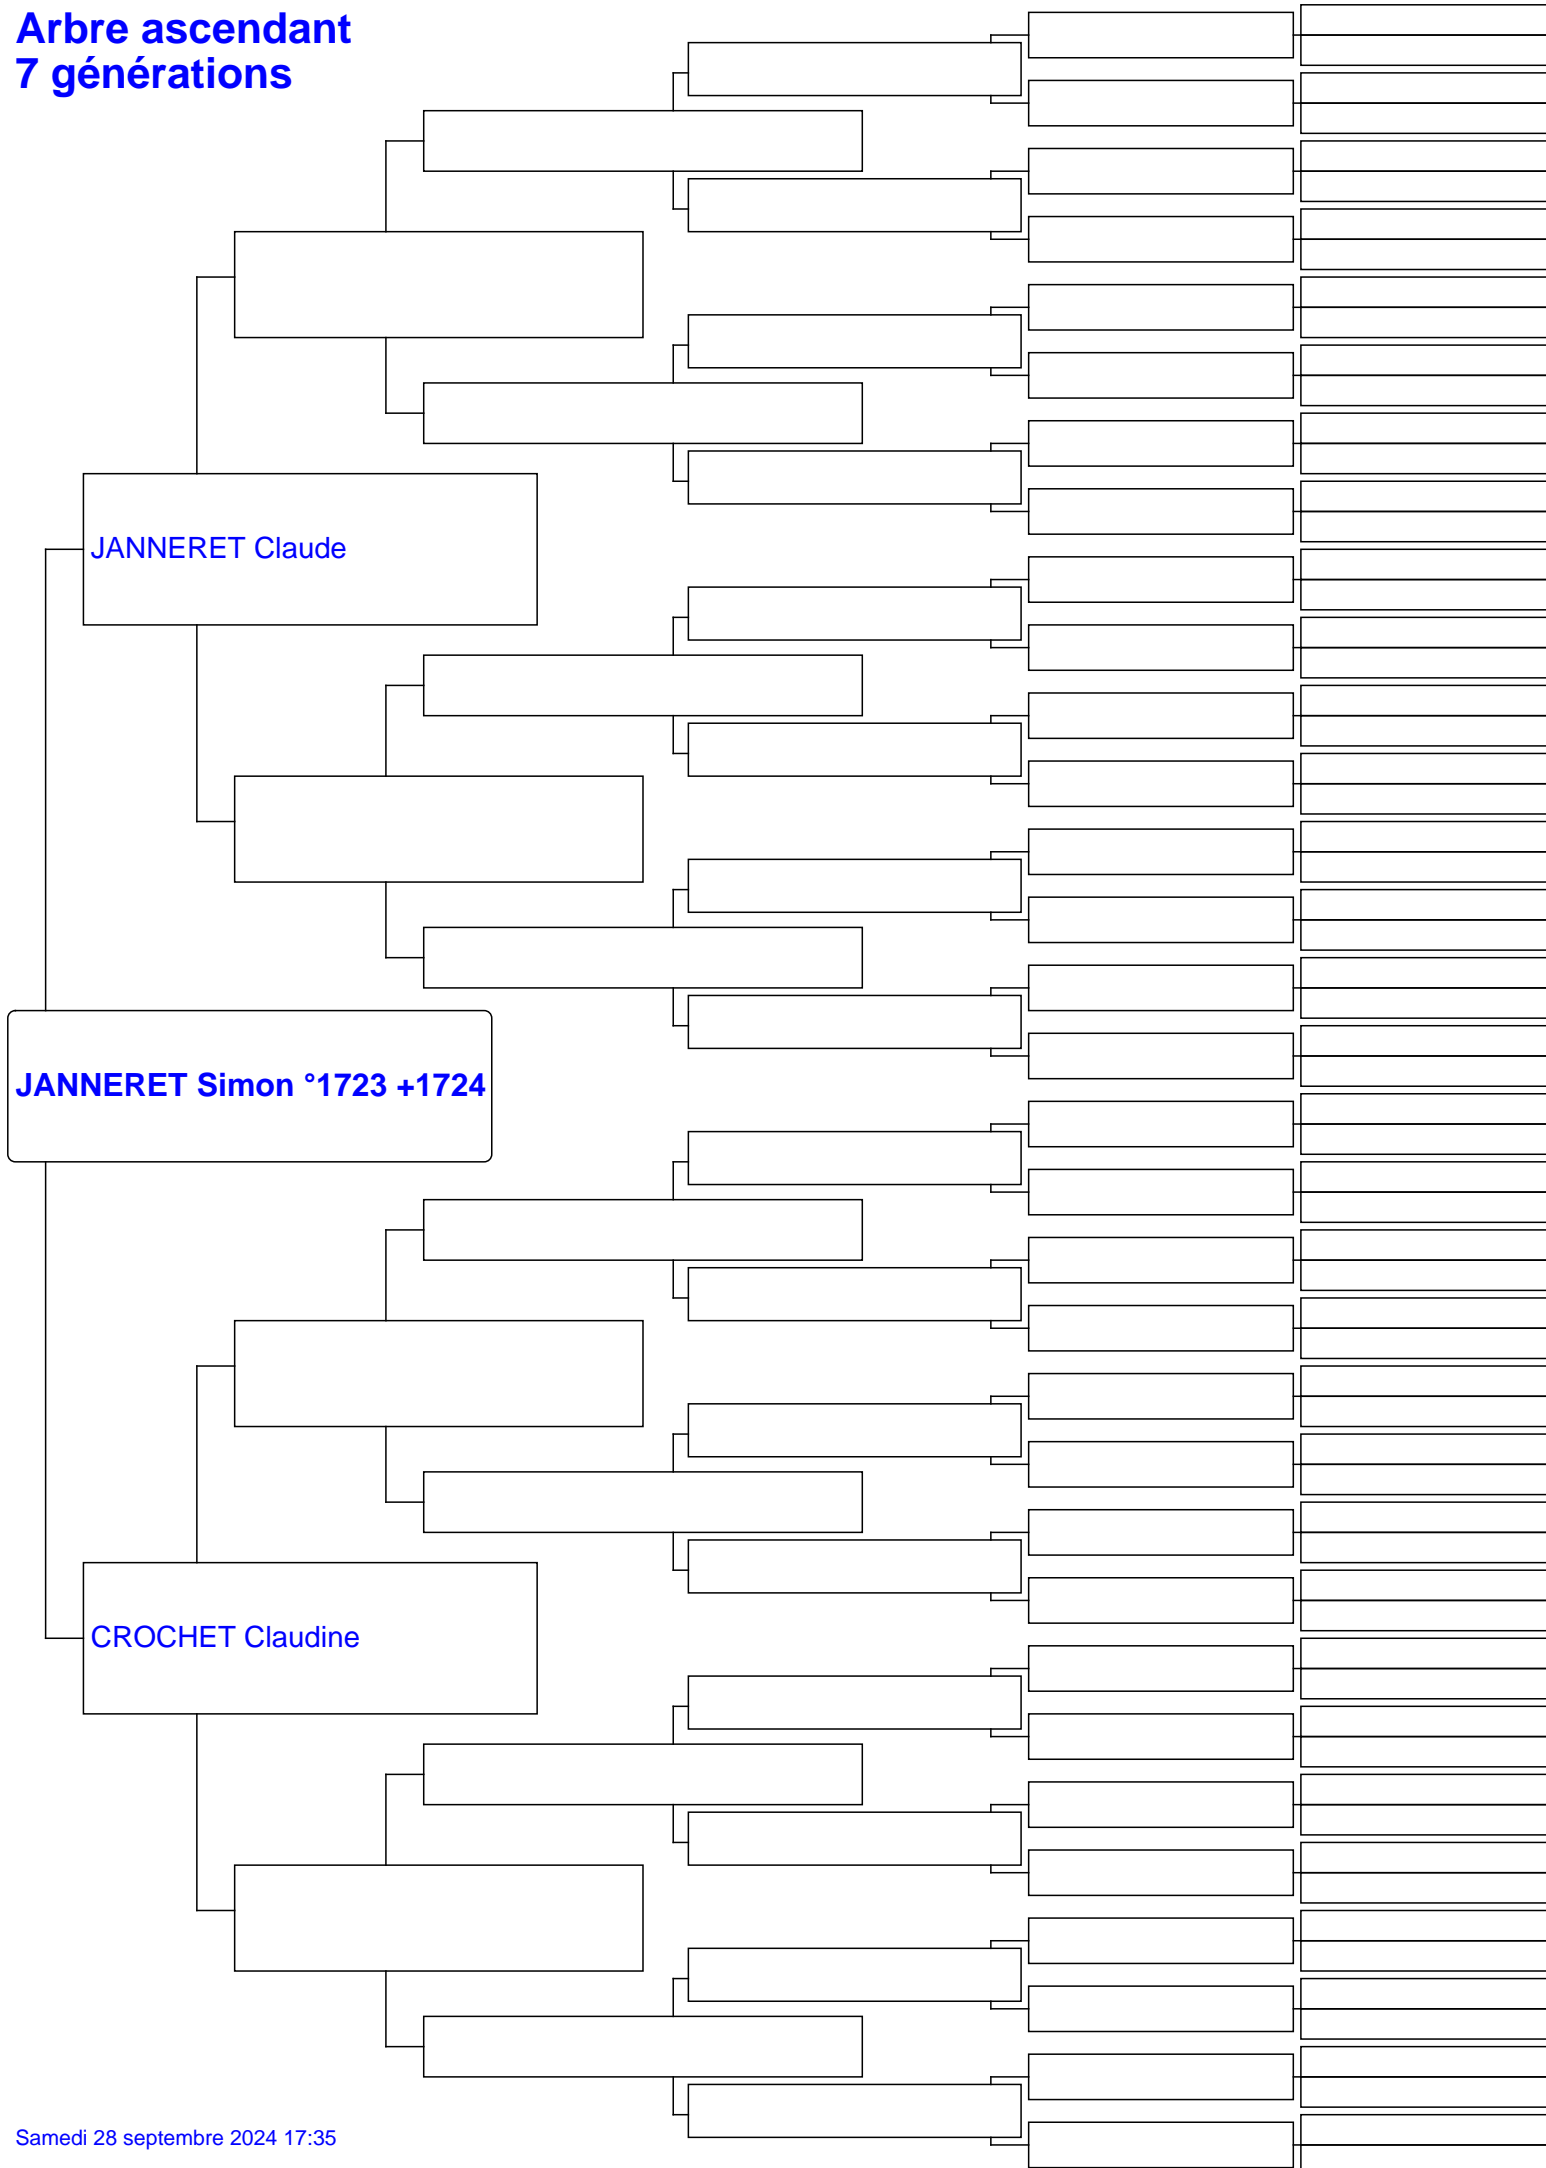 Arbre ascendant
7 générations
JANNERET Claude
JANNERET Simon °1723 +1724
CROCHET Claudine
Samedi 28 septembre 2024 17:35